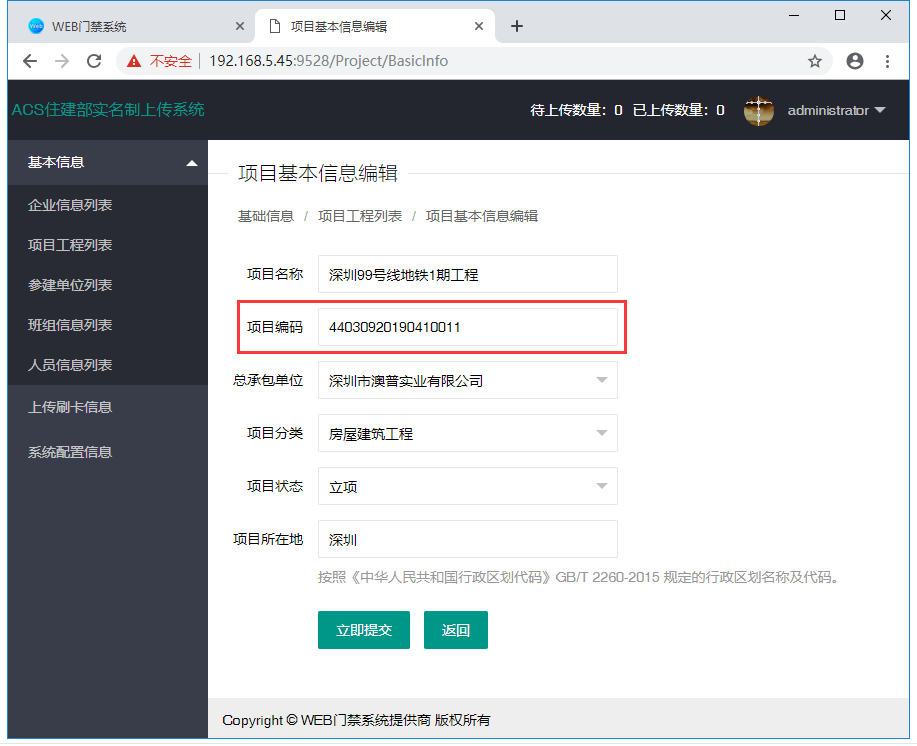 WEB门禁系统
项目基本信息编辑
不安全 192.168.5.45:9528/Project/BasicInfo
ACS住建部实名制上传系统
待上传数量：0 已上传数量：0 administrator
基本信息
企业信息列表
项目工程列表
参建单位列表
班组信息列表
人员信息列表
上传刷卡信息
系统配置信息
项目基本信息编辑
基础信息 / 项目工程列表 / 项目基本信息编辑
项目名称 深圳99号线地铁1期工程
项目编码 44030920190410011
总承包单位 深圳市澳普实业有限公司
项目分类 房屋建筑工程
项目状态 立项
项目所在地 深圳
按照《中华人民共和国行政区划代码》GB/T 2260-2015 规定的行政区划名称及代码。
立即提交 返回
Copyright © WEB门禁系统提供商 版权所有